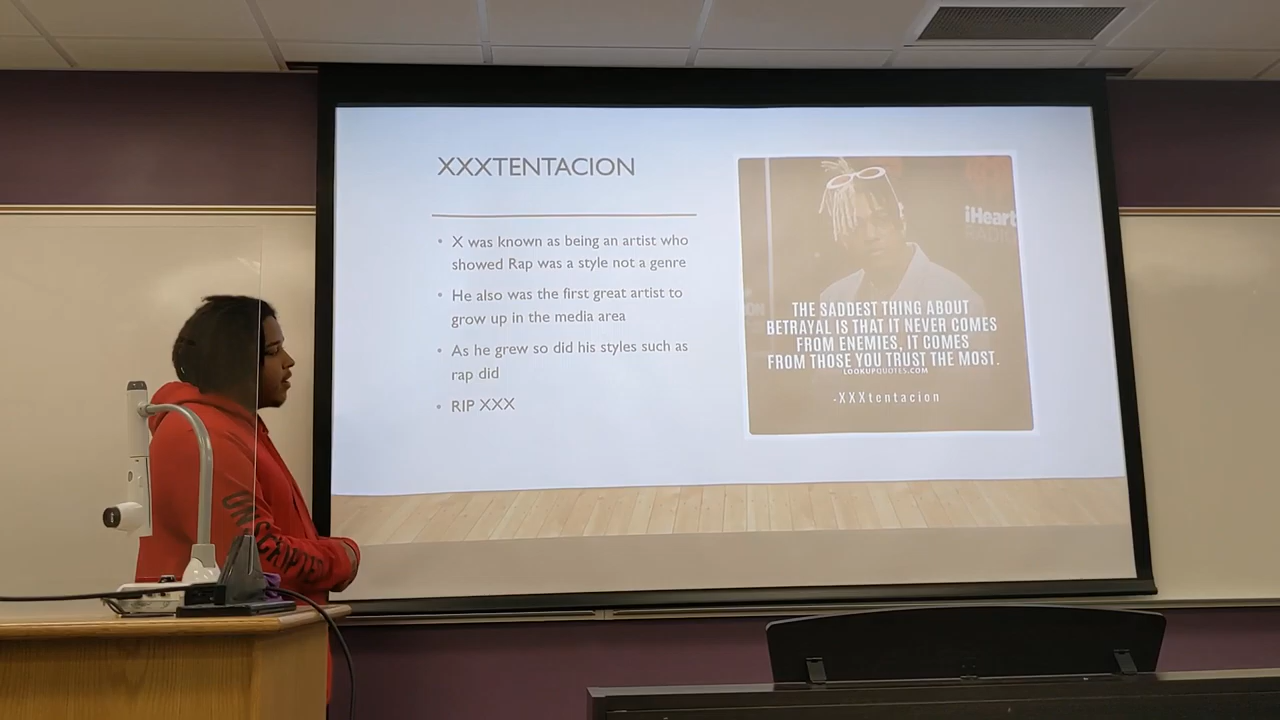 XXXTENTACION
• X was known as being an artist who
showed Rap was a style not a genre
• He also was the first great artist to
grow up in the media area
• As he grew so did his styles such as
rap did
• RIP XXX
iHeart
RADIO
THE SADDEST THING ABOUT
BETRAYAL IS THAT IT NEVER COMES
FROM ENEMIES, IT COMES
FROM THOSE YOU TRUST THE MOST.
LOOKUPQUOTES.COM
-XXXtentacion
UNSCRIPTED